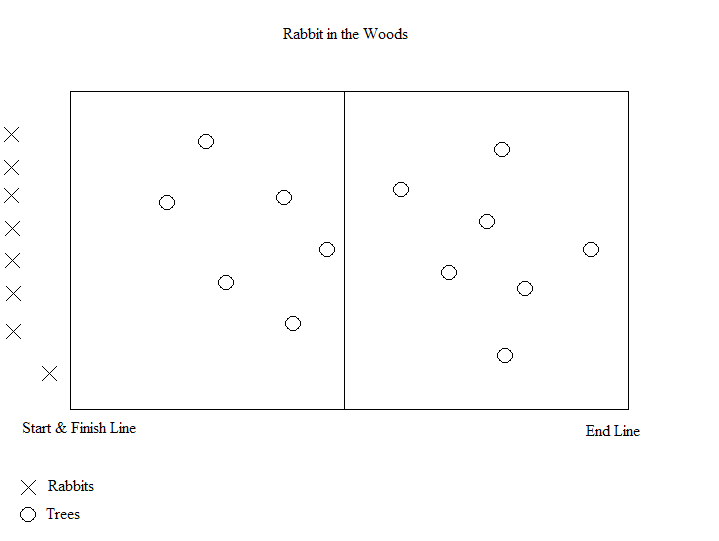 Rabbit in the Woods
Start & Finish Line
End Line
Rabbits
Trees